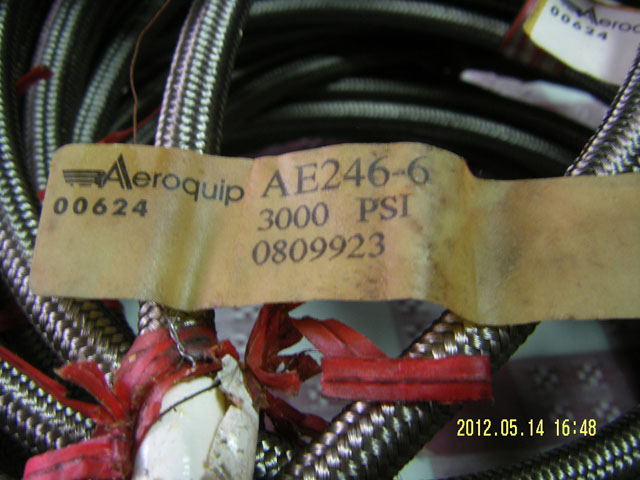 Aeroquip
00624
Aeroquip AE246-6
00624 3000 PSI
0809923
2012.05.14 16:48